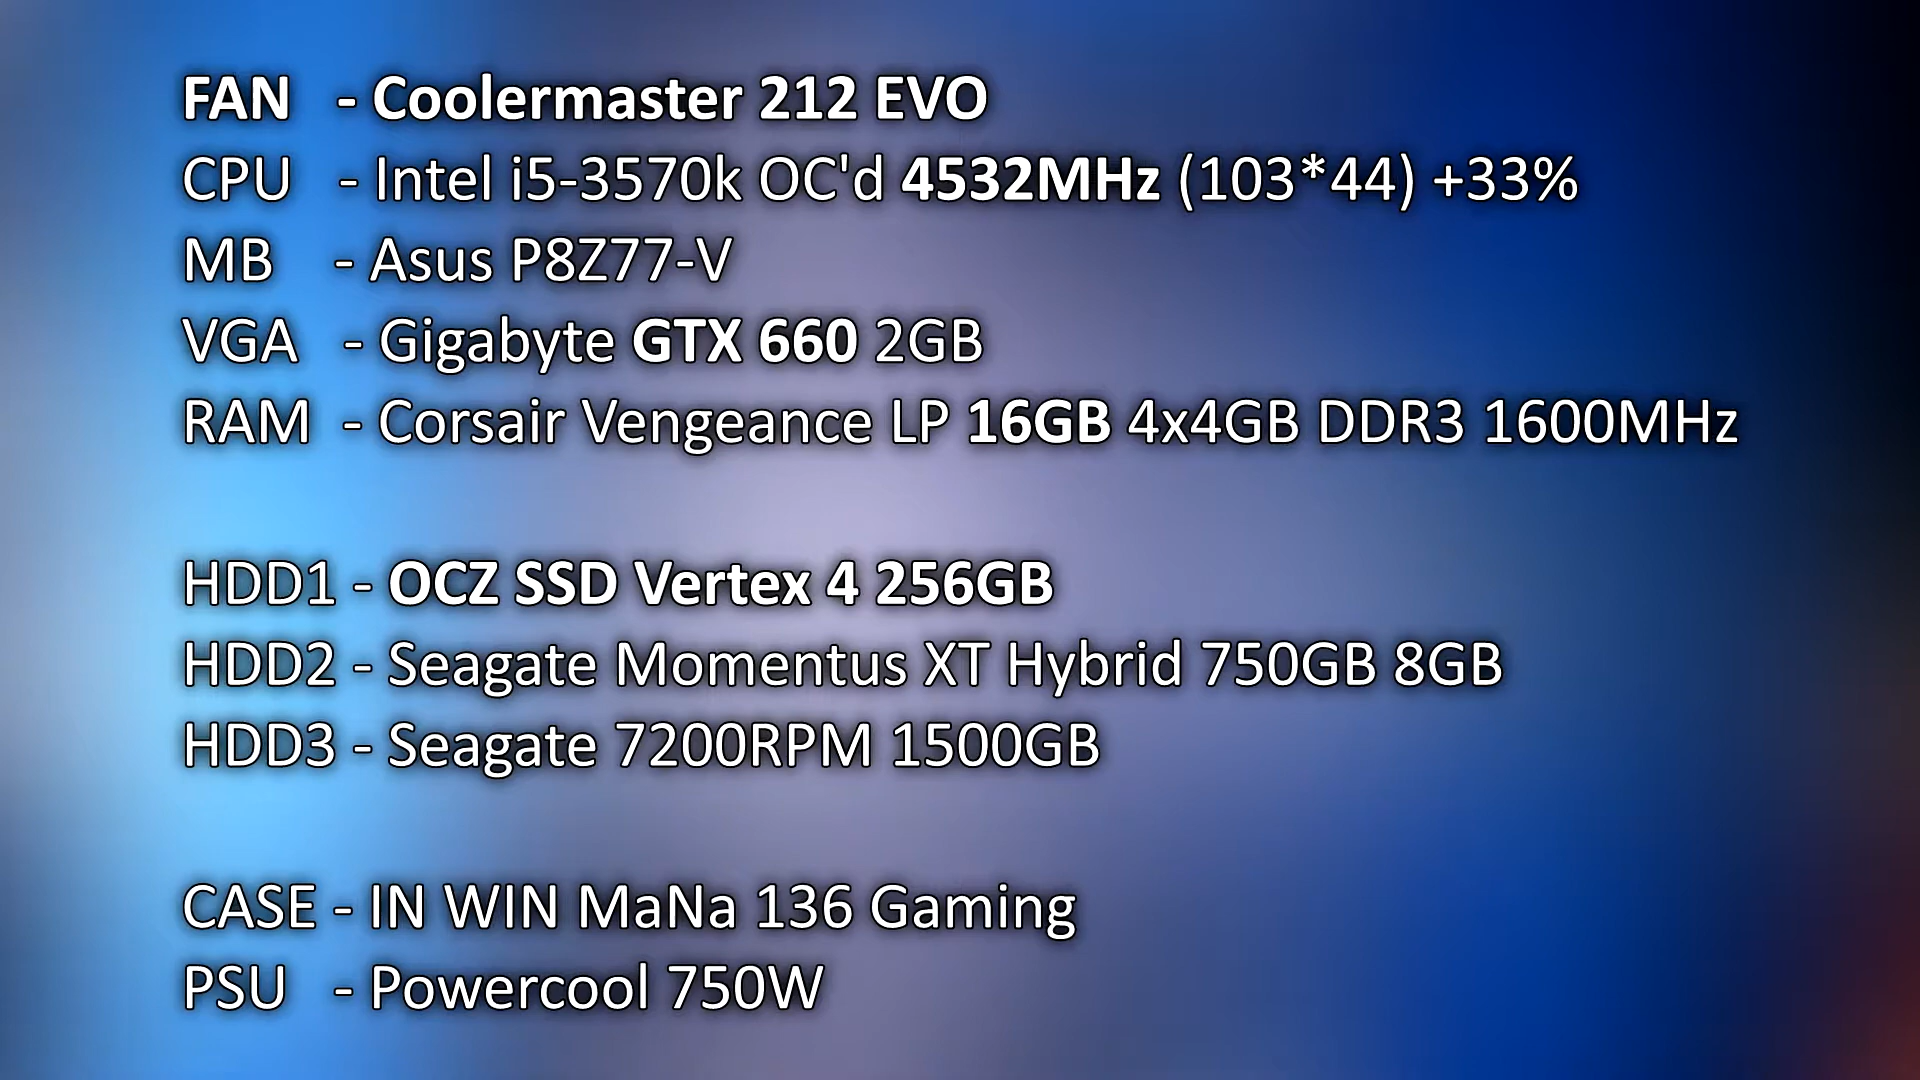 FAN - Coolermaster 212 EVO
CPU - Intel i5-3570k OC'd 4532MHz (103*44) +33%
MB - Asus P8Z77-V
VGA - Gigabyte GTX 660 2GB
RAM - Corsair Vengeance LP 16GB 4x4GB DDR3 1600MHz
HDD1 - OCZ SSD Vertex 4 256GB
HDD2 - Seagate Momentus XT Hybrid 750GB 8GB
HDD3 - Seagate 7200RPM 1500GB
CASE - IN WIN MaNa 136 Gaming
PSU - Powercool 750W